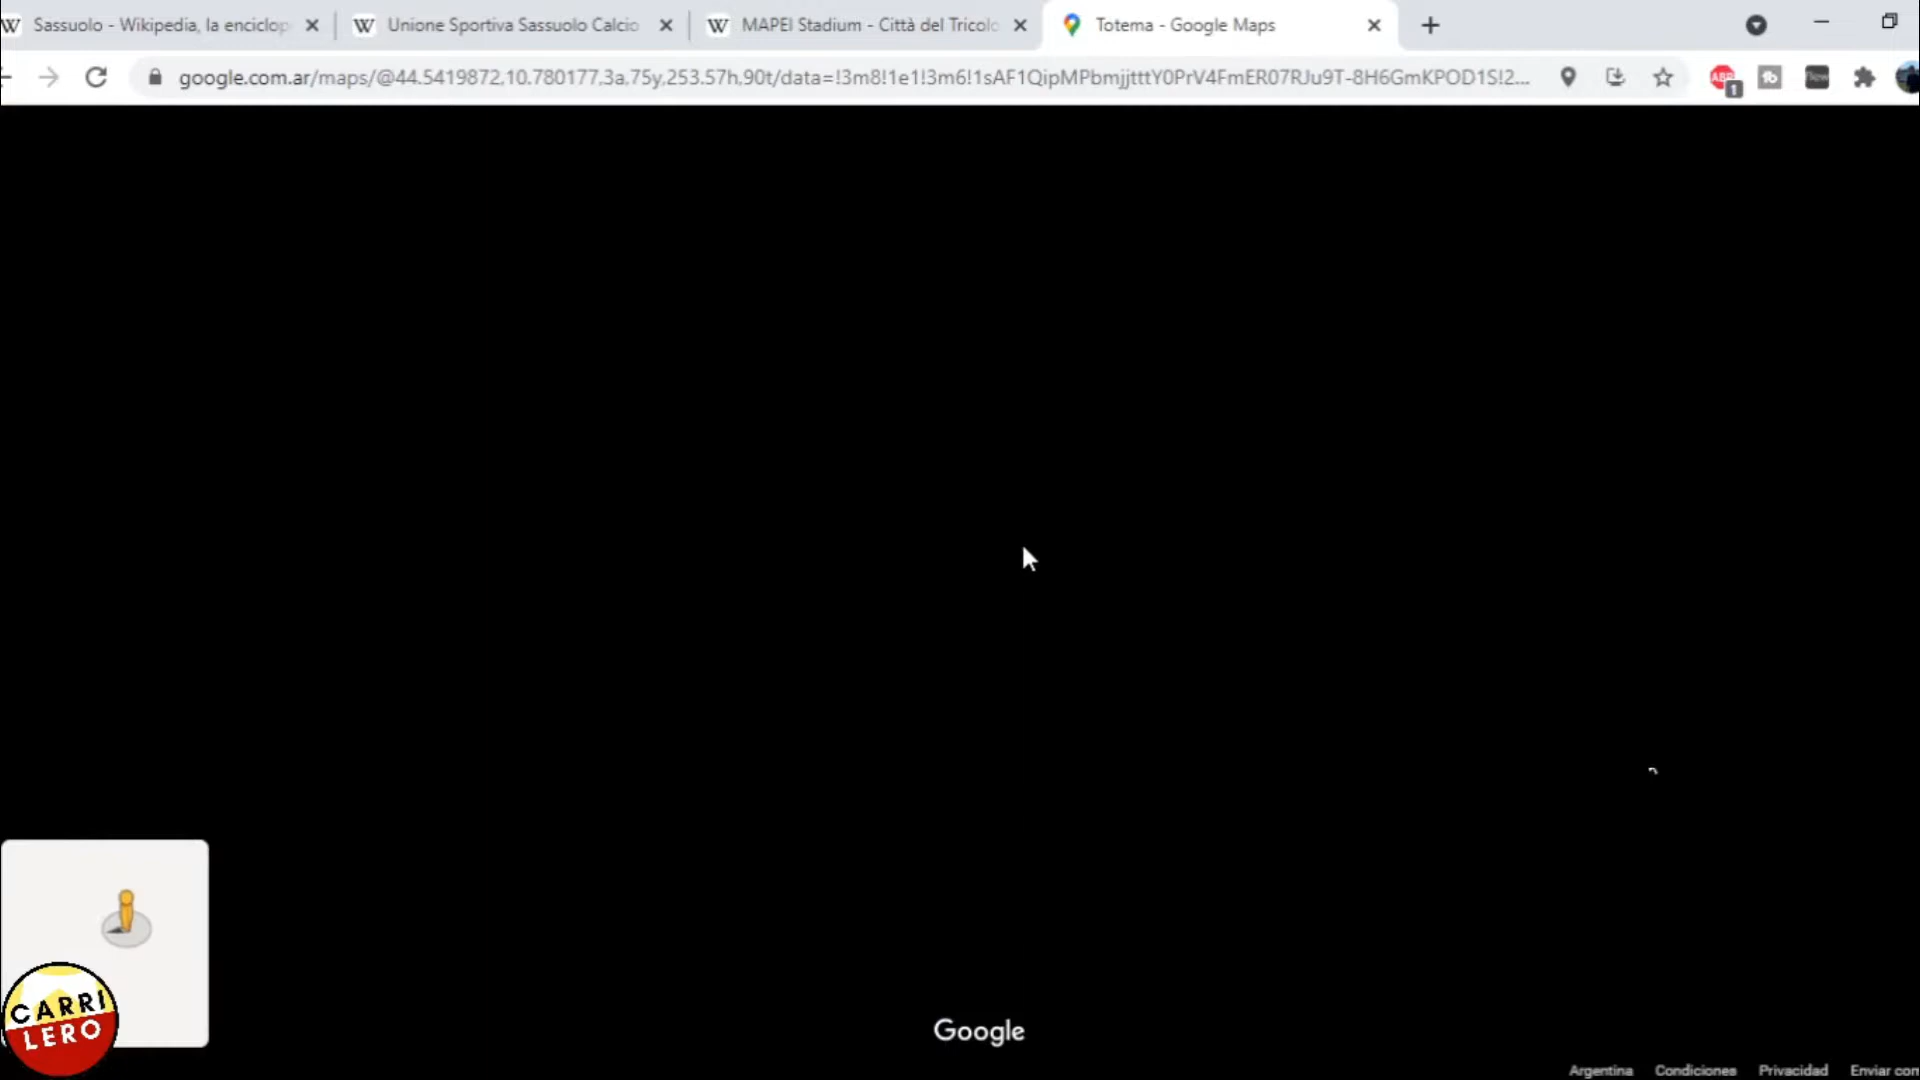 Sassuolo - Wikipedia, la enciclop
Unione Sportiva Sassuolo Calcio
MAPEI Stadium - Città del Tricolo
Totema - Google Maps
google.com.ar/maps/@44.5419872,10.780177,3a,75y,253.57h,90t/data=!3m8!1e1!3m6!1sAF1QipMPbmjjtttY0PrV4FmER07RJu9T-8H6GmKPOD1S!2...
ABP
1
CARRI
LERO
Google
Argentina Condiciones Privacidad Enviar com